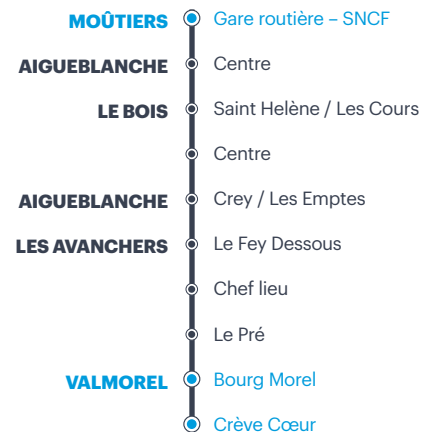 MOÛTIERS Gare routière – SNCF
AIGUEBLANCHE Centre
LE BOIS Saint Helène / Les Cours
Centre
AIGUEBLANCHE Crey / Les Emptes
LES AVANCHERS Le Fey Dessous
Chef lieu
Le Pré
VALMOREL Bourg Morel
Crève Cœur